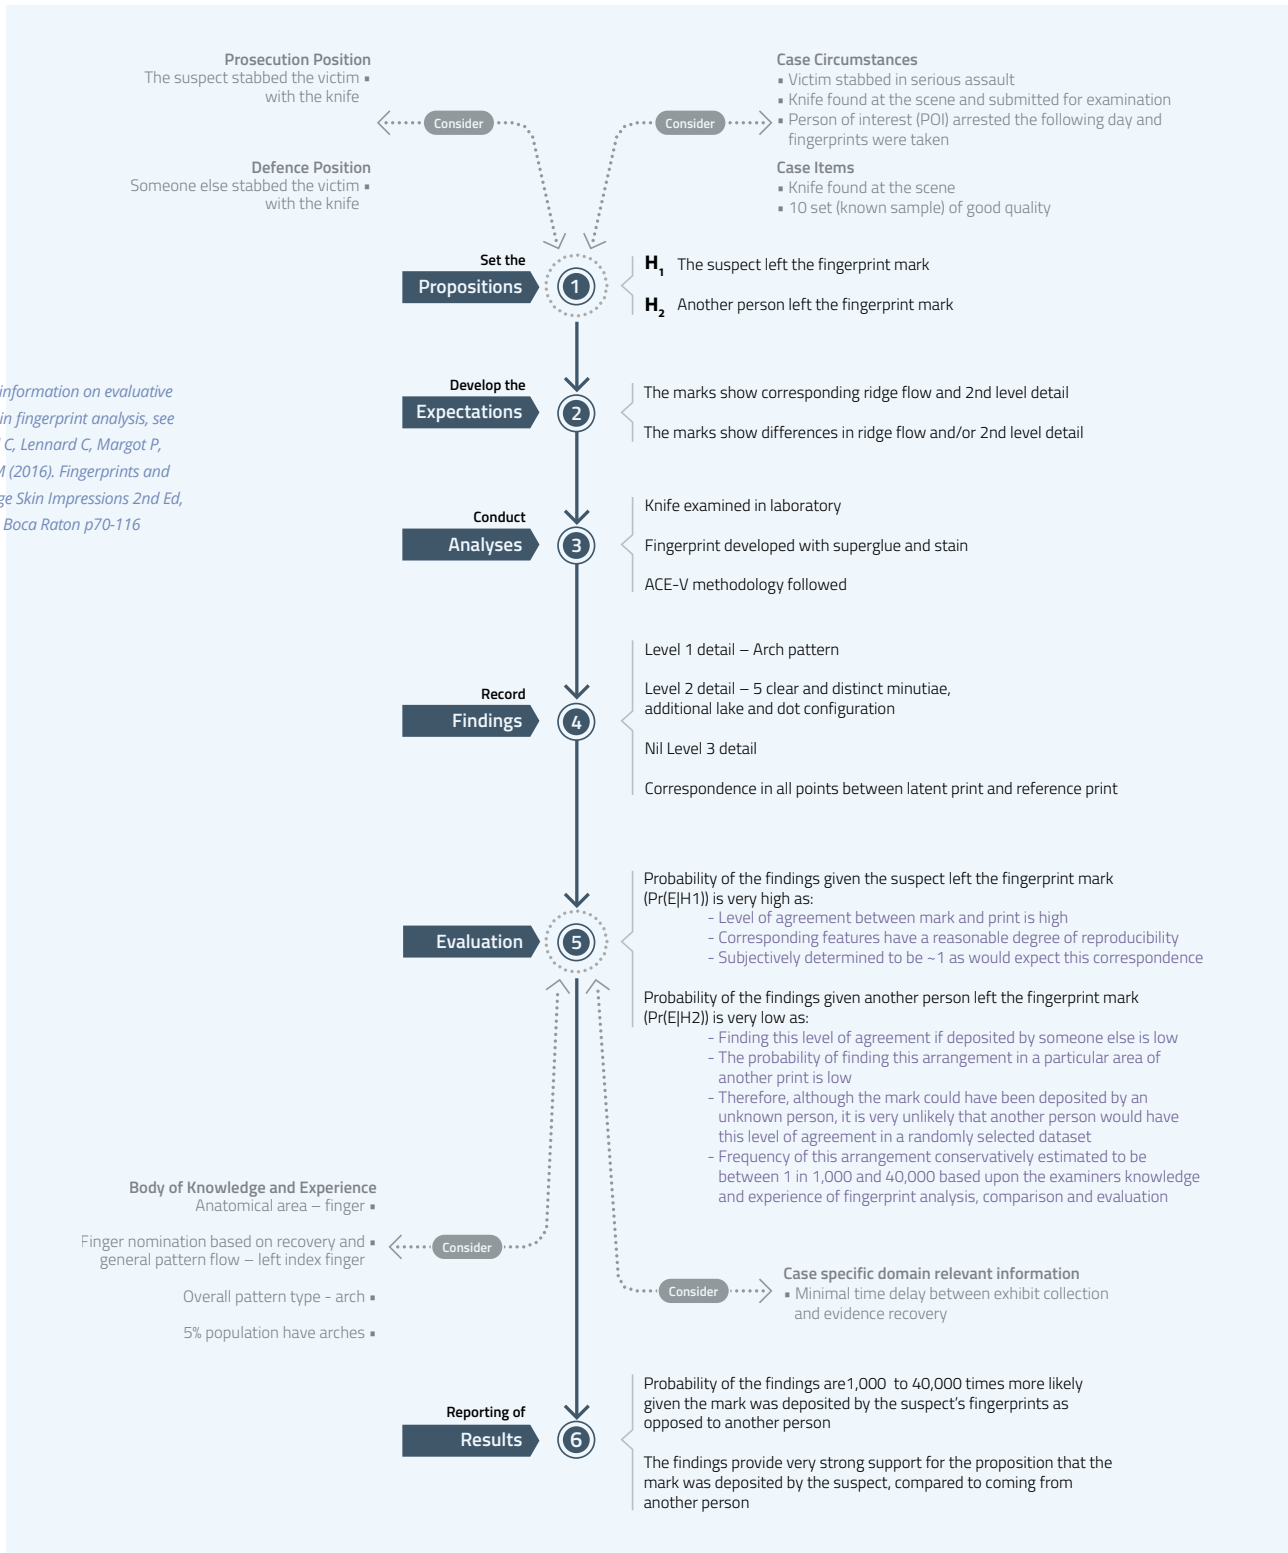 Prosecution Position
The suspect stabbed the victim ▪
with the knife
Consider
Defence Position
Someone else stabbed the victim ▪
with the knife
Consider
Case Circumstances
▪ Victim stabbed in serious assault
▪ Knife found at the scene and submitted for examination
▪ Person of interest (POI) arrested the following day and
fingerprints were taken
Case Items
▪ Knife found at the scene
▪ 10 set (known sample) of good quality
Set the
Propositions
1
H1 The suspect left the fingerprint mark
H2 Another person left the fingerprint mark
information on evaluative
in fingerprint analysis, see
C, Lennard C, Margot P,
M (2016). Fingerprints and
ge Skin Impressions 2nd Ed,
Boca Raton p70-116
Develop the
Expectations
2
The marks show corresponding ridge flow and 2nd level detail
The marks show differences in ridge flow and/or 2nd level detail
Conduct
Analyses
3
Knife examined in laboratory
Fingerprint developed with superglue and stain
ACE-V methodology followed
Record
Findings
4
Level 1 detail – Arch pattern
Level 2 detail – 5 clear and distinct minutiae,
additional lake and dot configuration
Nil Level 3 detail
Correspondence in all points between latent print and reference print
Evaluation
5
Probability of the findings given the suspect left the fingerprint mark
(Pr(E|H1)) is very high as:
- Level of agreement between mark and print is high
- Corresponding features have a reasonable degree of reproducibility
- Subjectively determined to be ~1 as would expect this correspondence
Probability of the findings given another person left the fingerprint mark
(Pr(E|H2)) is very low as:
- Finding this level of agreement if deposited by someone else is low
- The probability of finding this arrangement in a particular area of
another print is low
- Therefore, although the mark could have been deposited by an
unknown person, it is very unlikely that another person would have
this level of agreement in a randomly selected dataset
- Frequency of this arrangement conservatively estimated to be
between 1 in 1,000 and 40,000 based upon the examiners knowledge
and experience of fingerprint analysis, comparison and evaluation
Body of Knowledge and Experience
Anatomical area – finger ▪
Finger nomination based on recovery and ▪
general pattern flow – left index finger
Overall pattern type - arch ▪
5% population have arches ▪
Consider
Consider
Case specific domain relevant information
▪ Minimal time delay between exhibit collection
and evidence recovery
Reporting of
Results
6
Probability of the findings are1,000 to 40,000 times more likely
given the mark was deposited by the suspect's fingerprints as
opposed to another person
The findings provide very strong support for the proposition that the
mark was deposited by the suspect, compared to coming from
another person